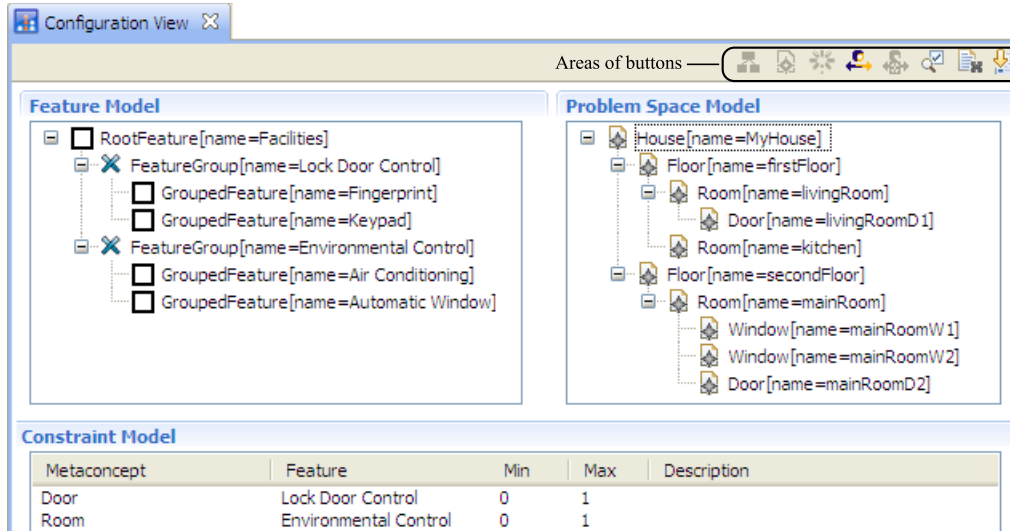 Configuration View
Areas of buttons
Feature Model
RootFeature[name=Facilities]
FeatureGroup[name=Lock Door Control]
GroupedFeature[name=Fingerprint]
GroupedFeature[name=Keypad]
FeatureGroup[name=Environmental Control]
GroupedFeature[name=Air Conditioning]
GroupedFeature[name=Automatic Window]
Problem Space Model
House[name=MyHouse]
Floor[name=firstFloor]
Room[name=livingRoom]
Door[name=livingRoomD1]
Room[name=kitchen]
Floor[name=secondFloor]
Room[name=mainRoom]
Window[name=mainRoomW1]
Window[name=mainRoomW2]
Door[name=mainRoomD2]
Constraint Model
Metaconcept Feature Min Max Description
Door Lock Door Control 0 1
Room Environmental Control 0 1